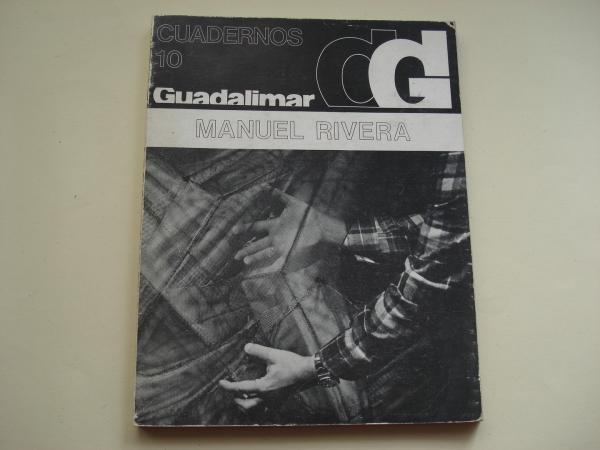 CUADERNOS
10
Guadalimar
dG
MANUEL RIVERA